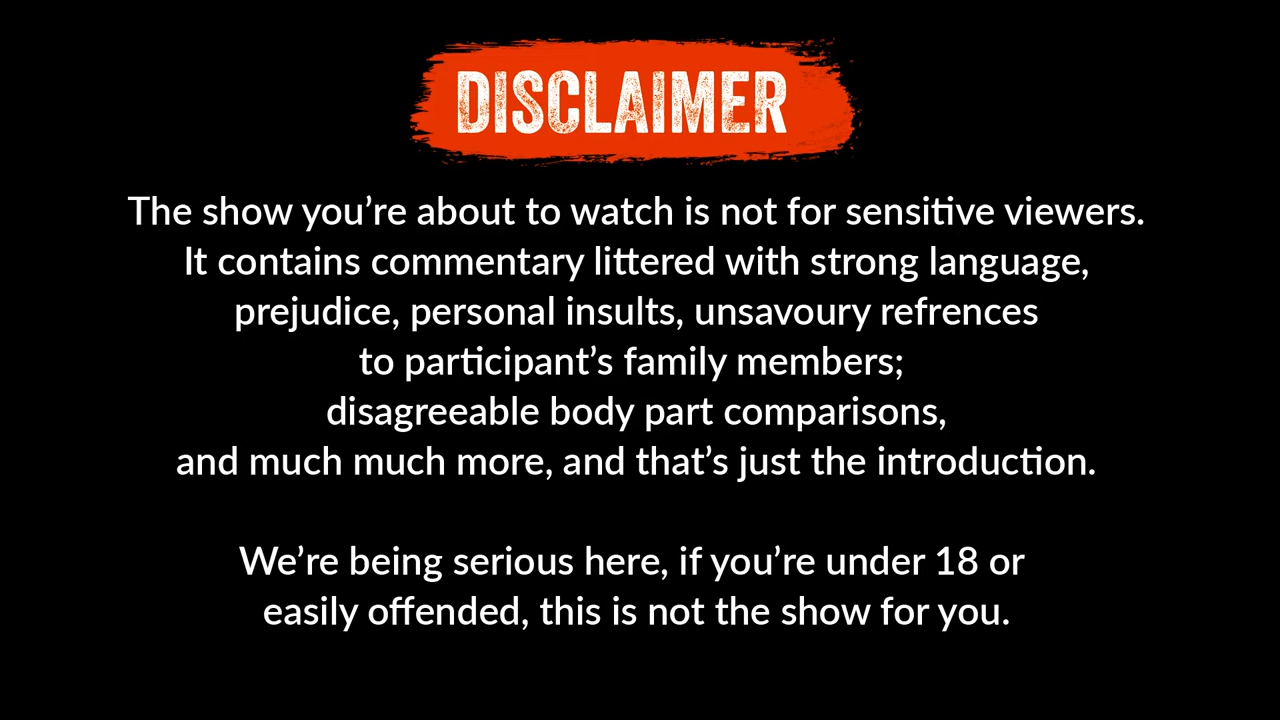 DISCLAIMER
The show you’re about to watch is not for sensitive viewers.
It contains commentary littered with strong language,
prejudice, personal insults, unsavoury refrences
to participant’s family members;
disagreeable body part comparisons,
and much much more, and that’s just the introduction.
We’re being serious here, if you’re under 18 or
easily offended, this is not the show for you.